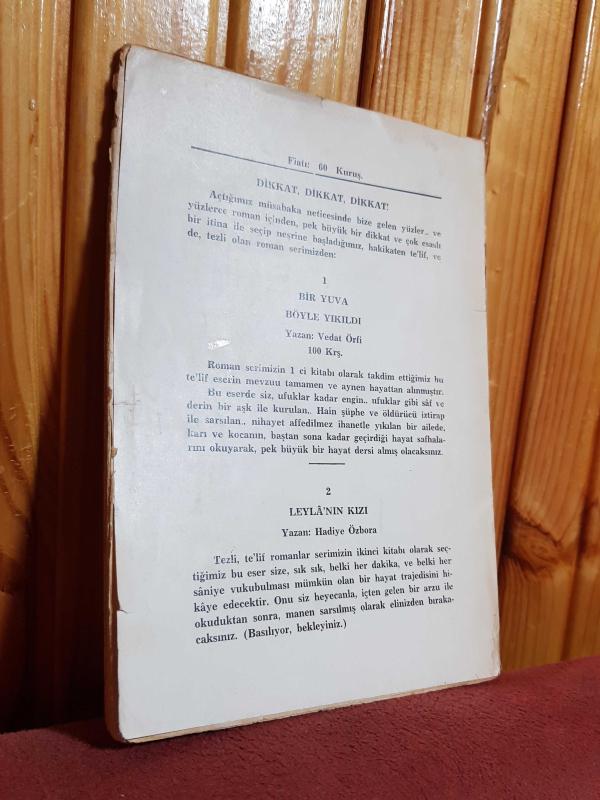 Fiatı: 60 Kuruş.
DİKKAT, DİKKAT, DİKKAT!
Açtığımız müsabaka neticesinde bize gelen yüzler.. ve
yüzlerce roman içinden, pek büyük bir dikkat ve çok esaslı
bir itina ile seçip neşrine başladığımız, hakikaten te'lif, ve
de, tezli olan roman serimizden:
1
BİR YUVA
BÖYLE YIKILDI
Yazan: Vedat Örfi
100 Krş.
Roman serimizin 1 ci kitabı olarak takdim ettiğimiz bu
te'lif eserin mevzuu tamamen ve aynen hayattan alınmıştır.
Bu eserde siz, ufuklar kadar engin.. ufuklar gibi sâf ve
derin bir aşk ile kurulan.. Hain şüphe ve öldürücü ıztirap
ile sarsılan.. nihayet affedilmez ihanetle yıkılan bir ailede,
karı ve kocanın, baştan sona kadar geçirdiği hayat safhala-
rını okuyarak, pek büyük bir hayat dersi almış olacaksınız.
2
LEYLÂ'NIN KIZI
Yazan: Hadiye Özbora
Tezli, te'lif romanlar serimizin ikinci kitabı olarak seç-
tiğimiz bu eser size, sık sık, belki her dakika, ve belki her
sâniye vukubulması mümkün olan bir hayat trajedisini hi-
kâye edecektir. Onu siz heyecanla, içten gelen bir arzu ile
okuduktan sonra, manen sarsılmış olarak elinizden bıraka-
caksınız. (Basılıyor, bekleyiniz.)